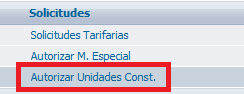 Solicitudes
Solicitudes Tarifarias
Autorizar M. Especial
Autorizar Unidades Const.